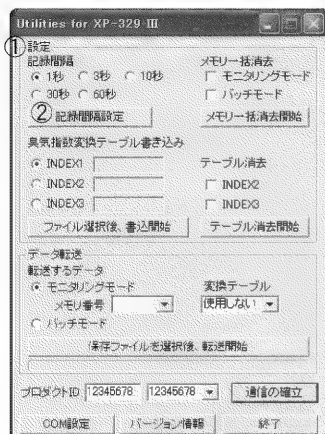 Utilities for XP-329 III
①
設定
記録間隔
1秒 3秒 10秒
30秒 60秒
② 記録間隔設定
メモリー括消去
モニタリングモード
バッチモード
メモリー括消去開始
臭気指数変換テーブル書き込み
INDEX1
INDEX2
INDEX3
ファイル選択後、書込開始
テーブル消去
INDEX2
INDEX3
テーブル消去開始
データ転送
転送するデータ
モニタリングモード
メモリ番号
バッチモード
変換テーブル
使用しない
保存ファイルを選択後、転送開始
プロダクトID 12345678 12345678 通信の確立
COM設定 バージョン情報 終了